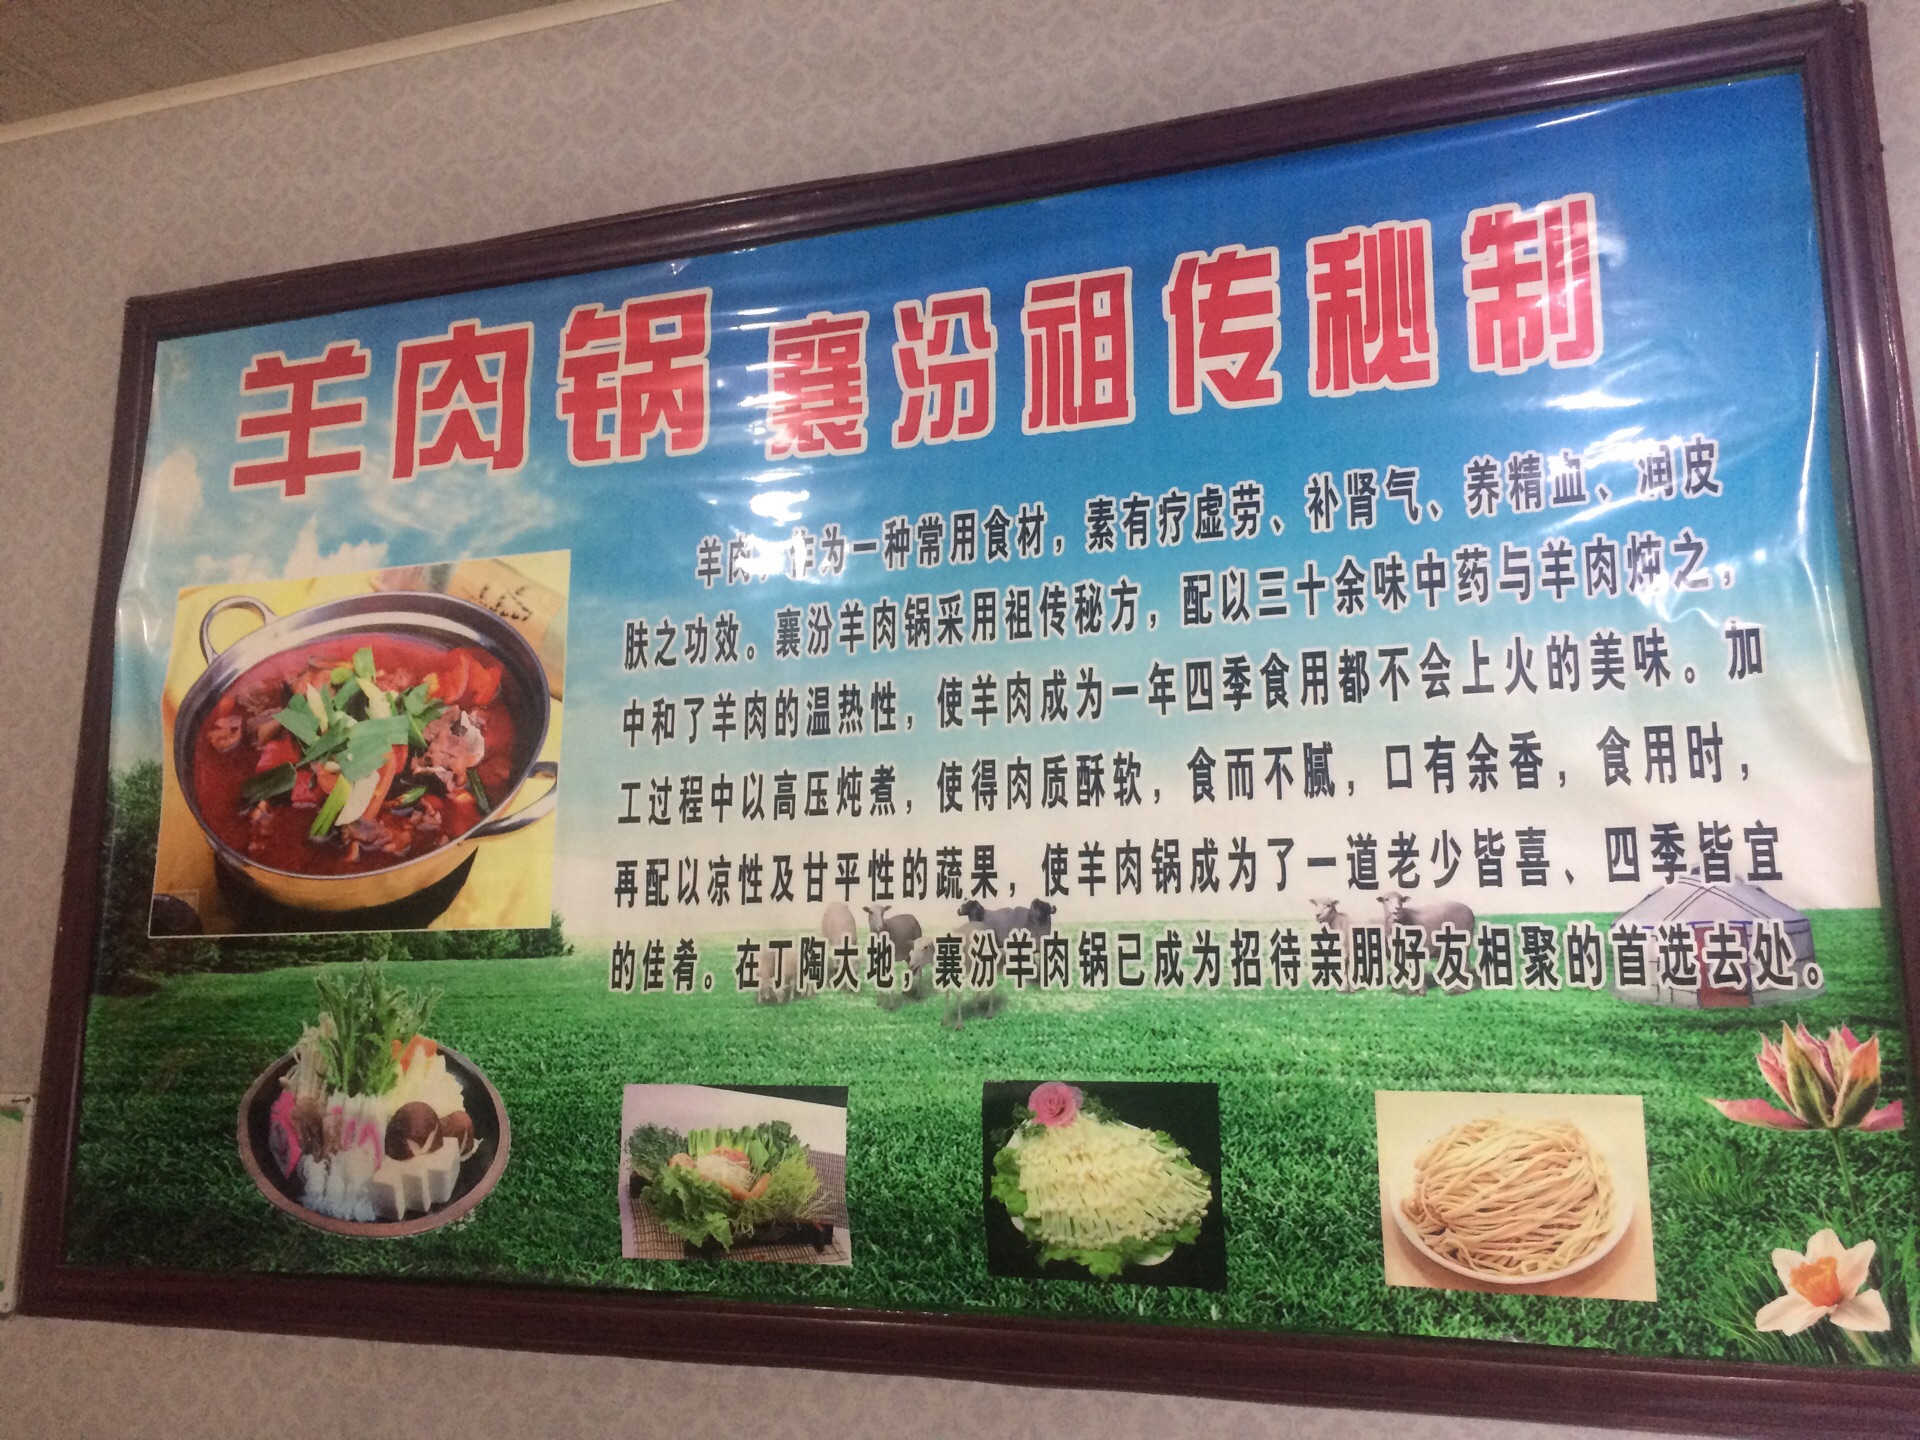 羊肉锅 襄汾祖传秘制
羊肉，作为一种常用食材，素有疗虚劳、补肾气、养精血、润皮
肤之功效。襄汾羊肉锅采用祖传秘方，配以三十余味中药与羊肉炖之，
中和了羊肉的温热性，使羊肉成为一年四季食用都不会上火的美味。加
工过程中以高压炖煮，使得肉质酥软，食而不腻，口有余香，食用时，
再配以凉性及甘平性的蔬果，使羊肉锅成为了一道老少皆喜、四季皆宜
的佳肴。在丁陶大地，襄汾羊肉锅已成为招待亲朋好友相聚的首选去处。